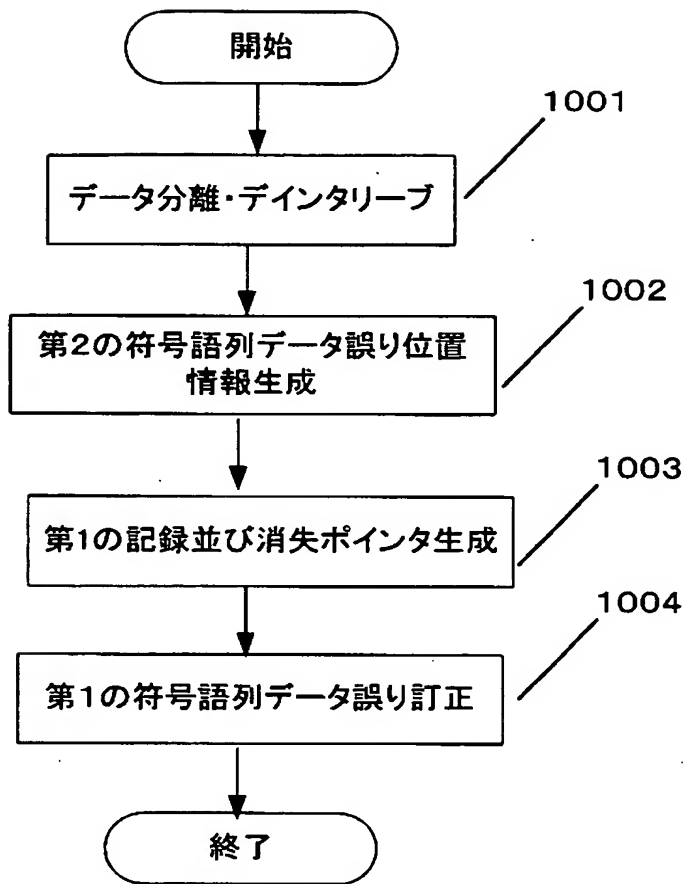 開始
1001
データ分離・デインタリーブ
1002
第2の符号語列データ誤り位置
情報生成
1003
第1の記録並び消失ポインタ生成
1004
第1の符号語列データ誤り訂正
終了